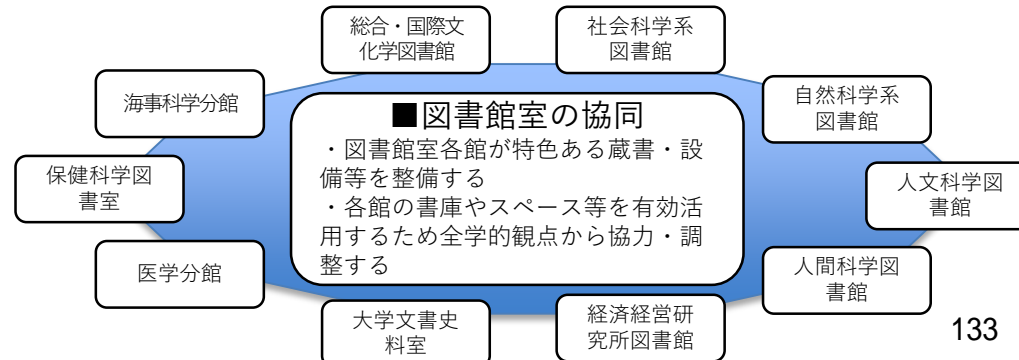 総合・国際文
化学図書館
社会科学系
図書館
海事科学分館
自然科学系
図書館
■図書館室の協同
・図書館室各館が特色ある蔵書・設
備等を整備する
・各館の書庫やスペース等を有効活
用するため全学的観点から協力・調
整する
保健科学図
書室
人文科学図
書館
医学分館
人間科学図
書館
大学文書史
料室
経済経営研
究所図書館
133